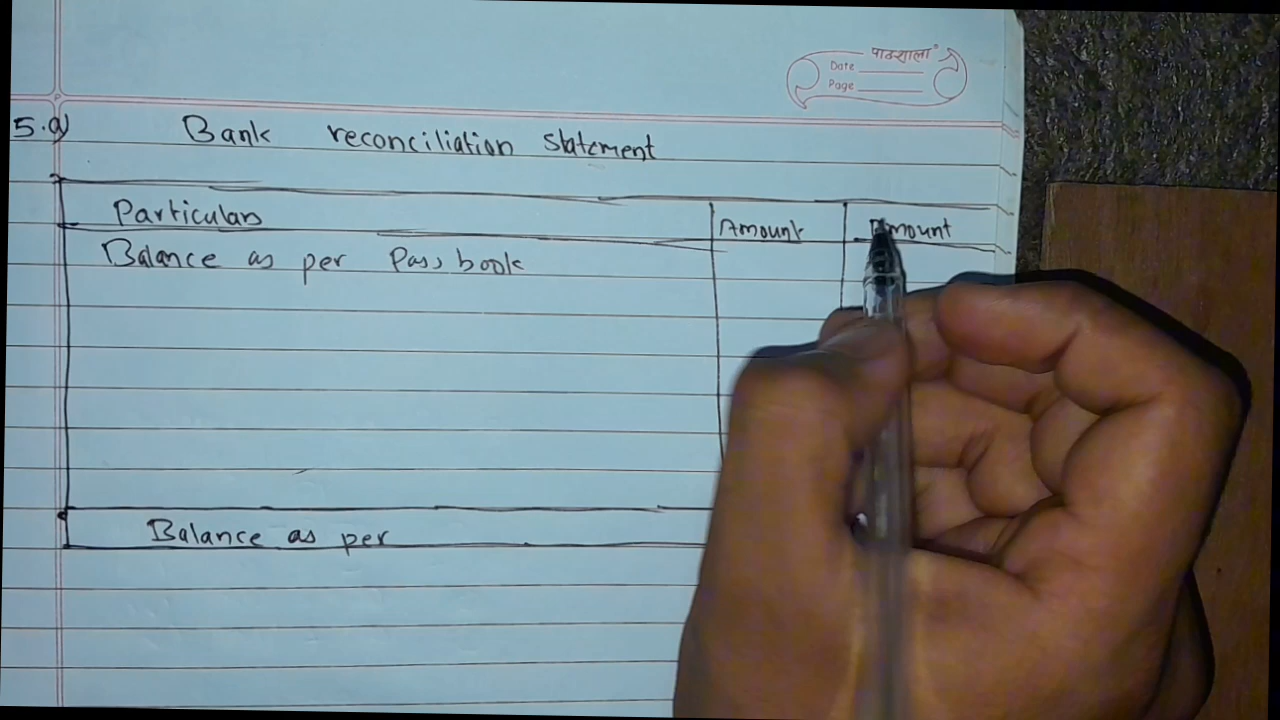 पाठशाला
Date
Page
5.a) Bank reconciliation statement
Particulars Amount Amount
Balance as per Pass book
Balance as per